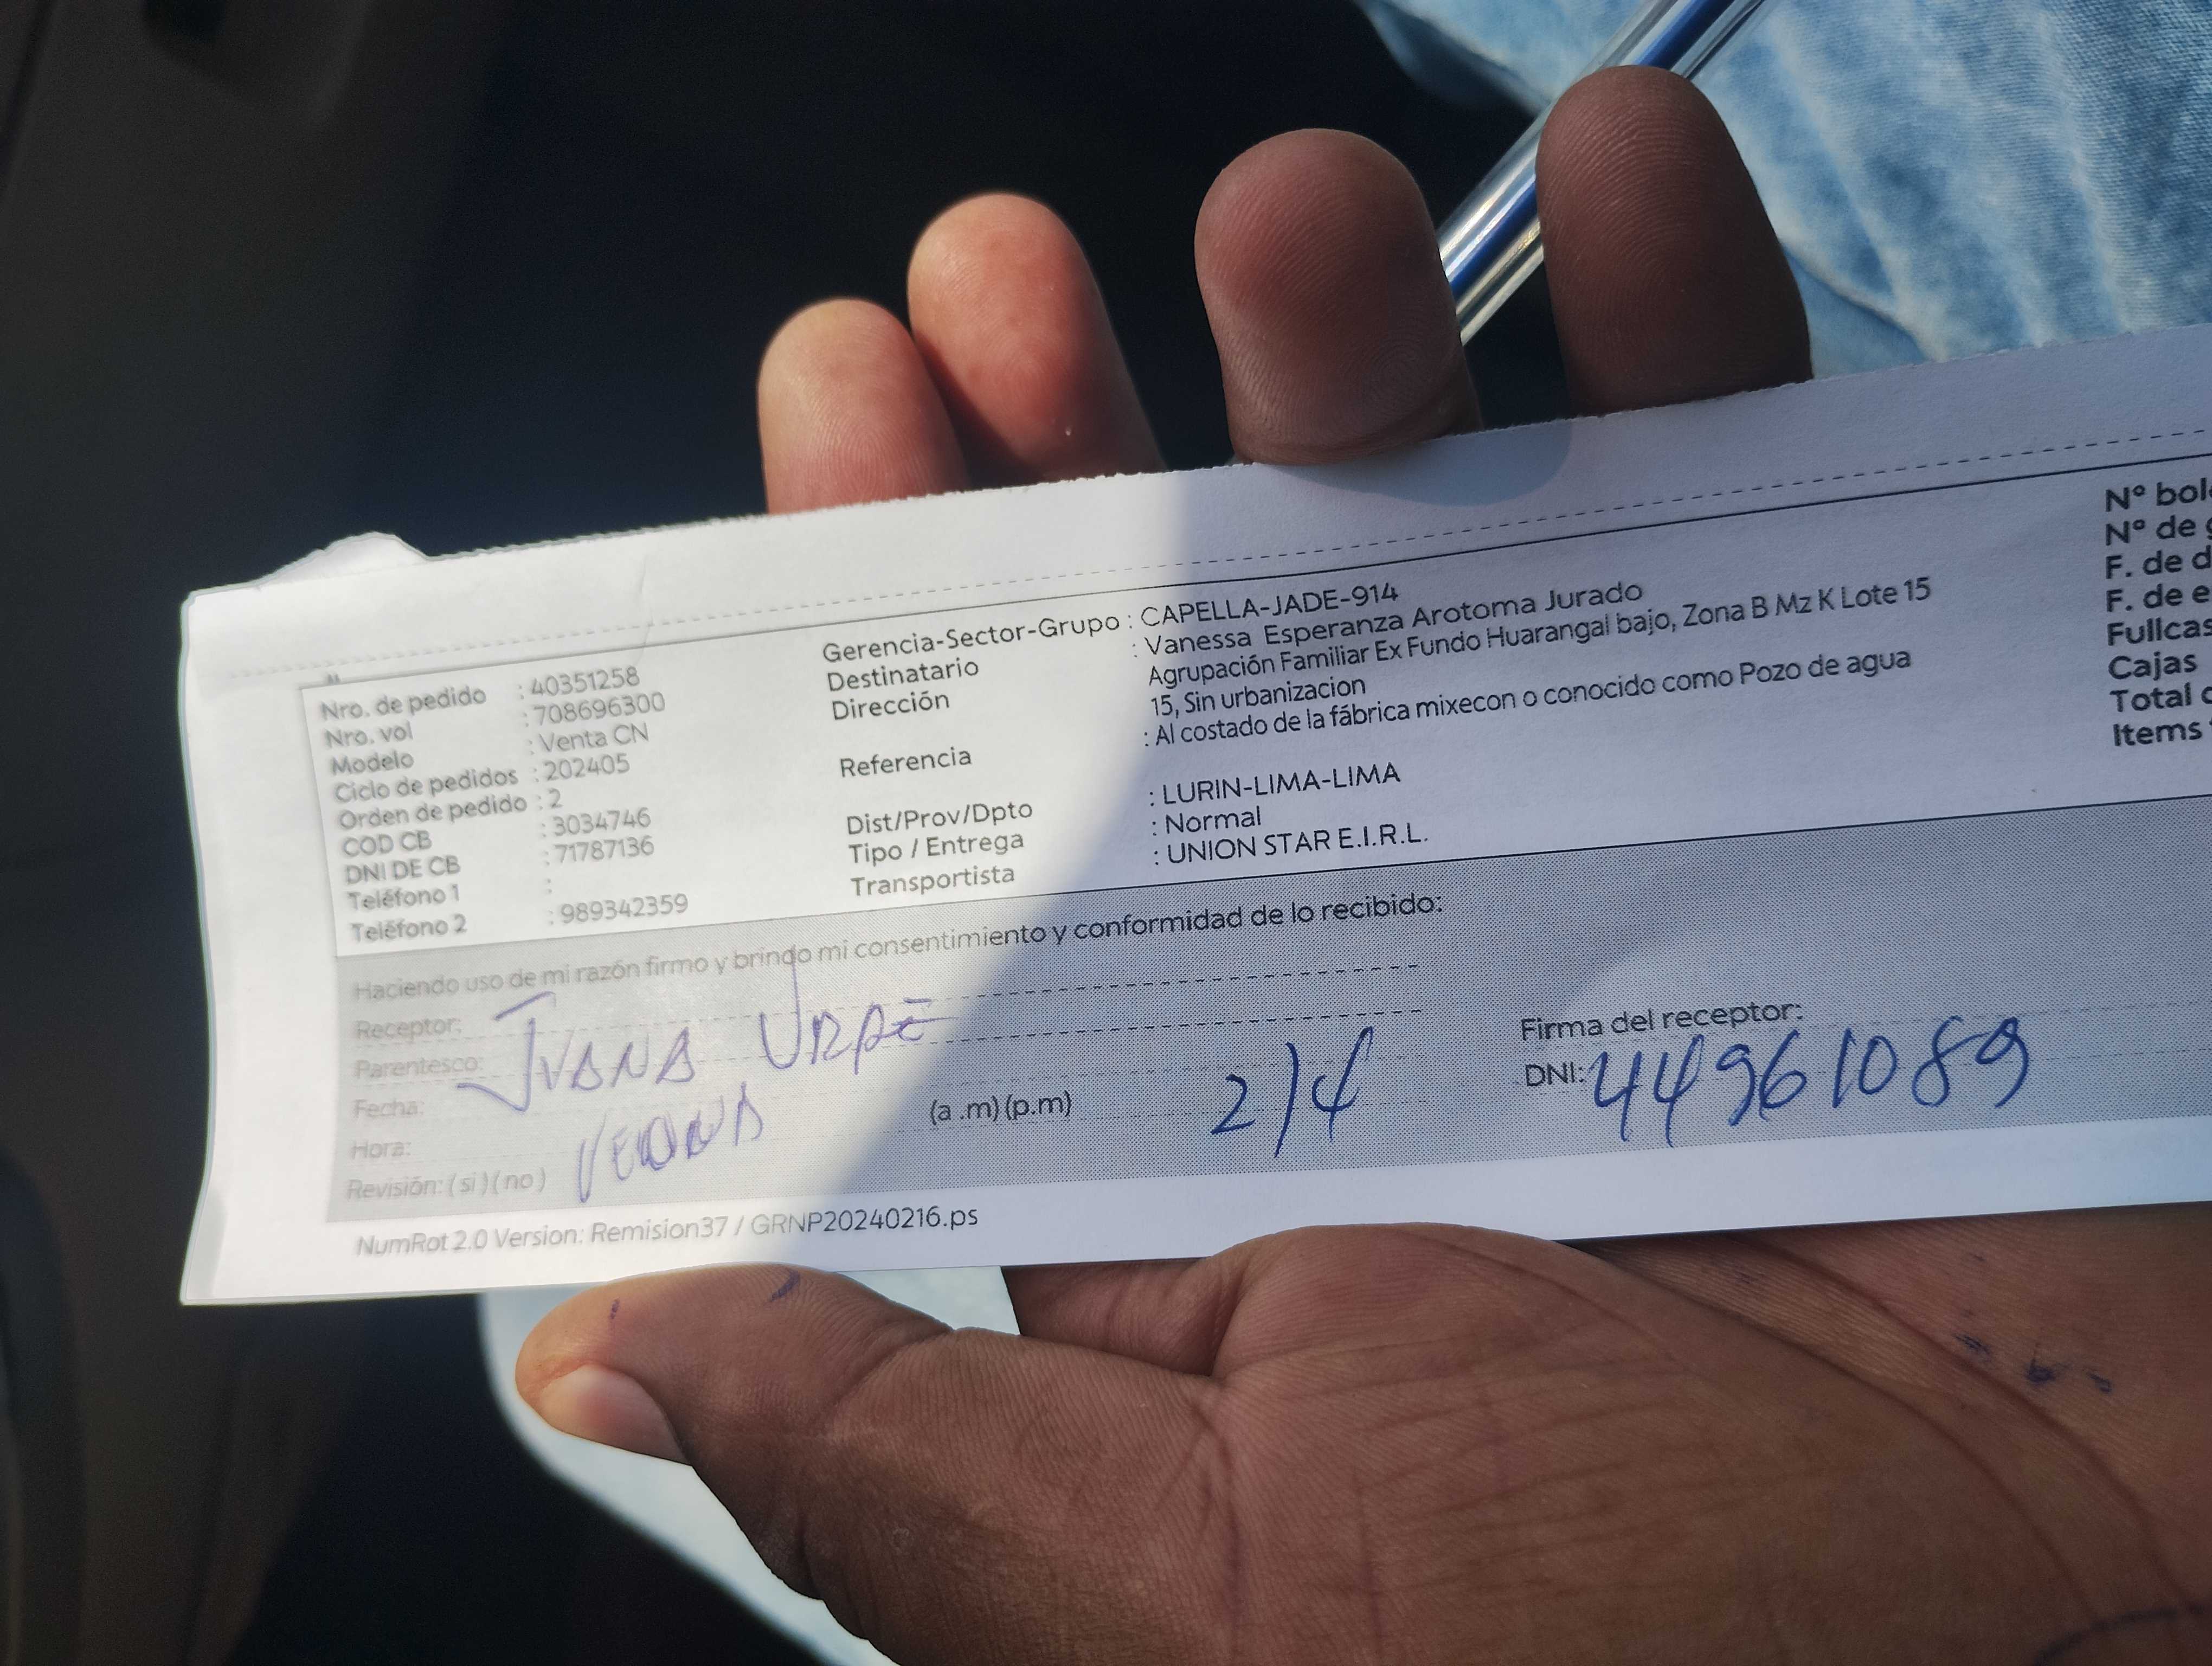 Nro. de pedido : 40351258
Nro. vol : 708696300
Modelo : Venta CN
Ciclo de pedidos : 202405
Orden de pedido : 2
COD CB : 3034746
DNI DE CB : 71787136
Teléfono 1 :
Teléfono 2 : 989342359
Gerencia-Sector-Grupo : CAPELLA-JADE-914
Destinatario : Vanessa Esperanza Arotoma Jurado
Dirección Agrupación Familiar Ex Fundo Huarangal bajo, Zona B Mz K Lote 15
15, Sin urbanizacion
Referencia : Al costado de la fábrica mixecon o conocido como Pozo de agua
Dist/Prov/Dpto : LURIN-LIMA-LIMA
Tipo / Entrega : Normal
Transportista : UNION STAR E.I.R.L.
Nº
Nº de
F. de
F. de
Cajas
Total
Items
Haciendo uso de mi razón firmo y brindo mi consentimiento y conformidad de lo recibido:
Receptor:
Parentesco: JUANA URPE
Fecha:
Hora: (a .m) (p.m) 2/4
Revisión: ( si ) ( no )
Firma del receptor:
DNI: 44961089
NumRot 2.0 Version: Remision37 / GRNP20240216.ps